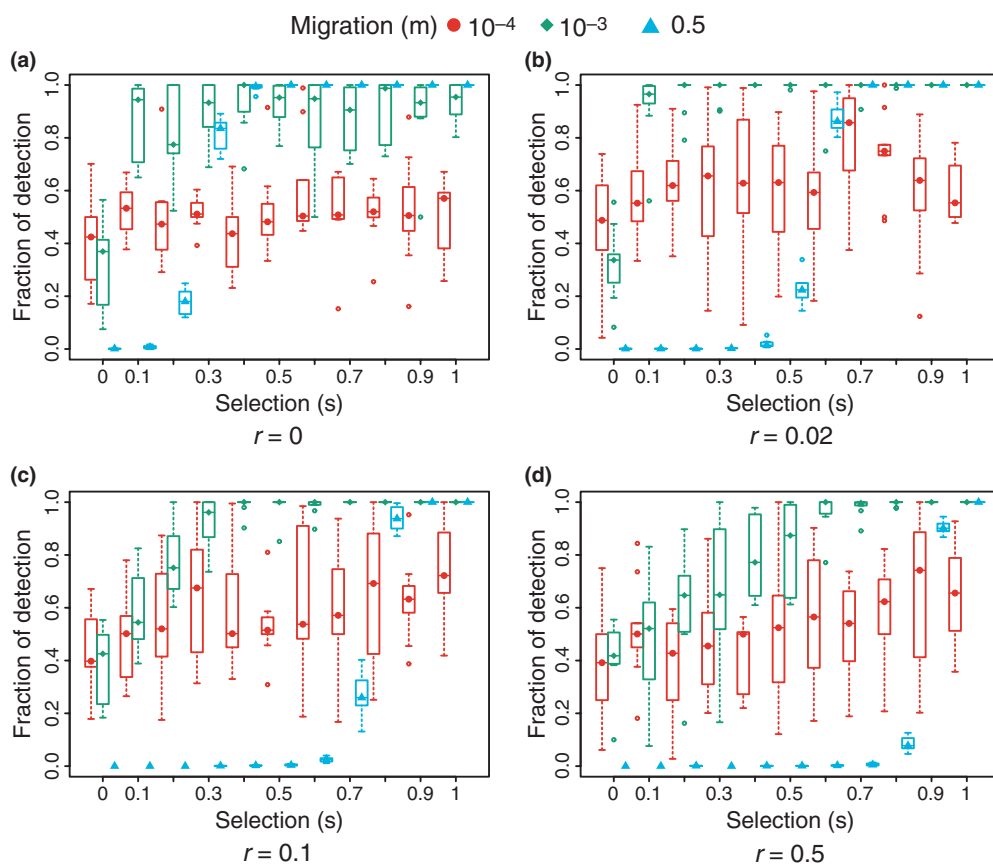 Migration (m) 10⁻⁴ 10⁻³ 0.5
(a)
Fraction of detection
1.0
0.8
0.6
0.4
0.2
0.0
0 0.1 0.3 0.5 0.7 0.9 1
Selection (s)
r = 0
(b)
Fraction of detection
1.0
0.8
0.6
0.4
0.2
0.0
0 0.1 0.3 0.5 0.7 0.9 1
Selection (s)
r = 0.02
(c)
Fraction of detection
1.0
0.8
0.6
0.4
0.2
0.0
0 0.1 0.3 0.5 0.7 0.9 1
Selection (s)
r = 0.1
(d)
Fraction of detection
1.0
0.8
0.6
0.4
0.2
0.0
0 0.1 0.3 0.5 0.7 0.9 1
Selection (s)
r = 0.5